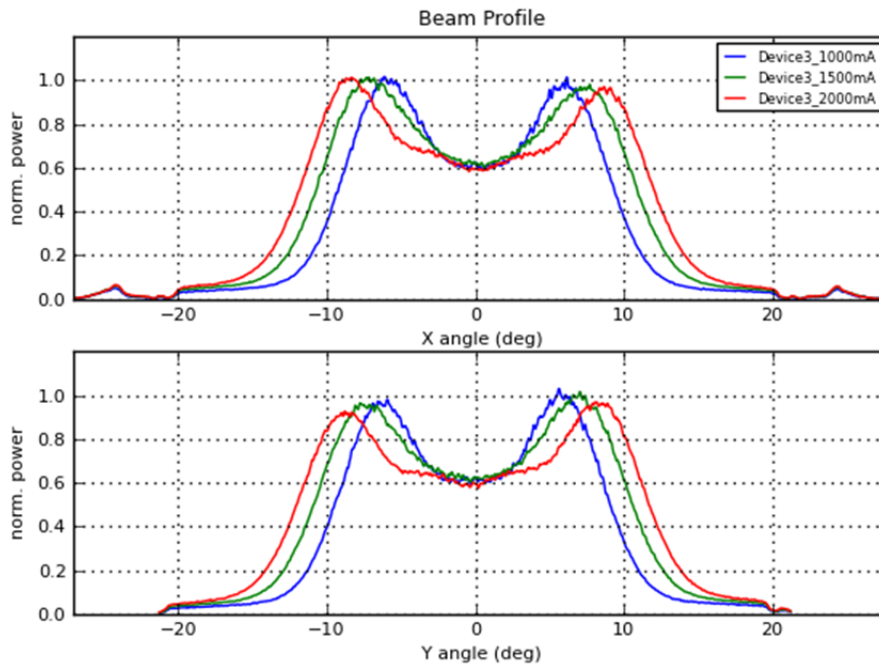 Beam Profile
norm. power
1.0
0.8
0.6
0.4
0.2
0.0
−20
−10
0
10
20
X angle (deg)
Device3_1000mA
Device3_1500mA
Device3_2000mA
norm. power
1.0
0.8
0.6
0.4
0.2
0.0
−20
−10
0
10
20
Y angle (deg)